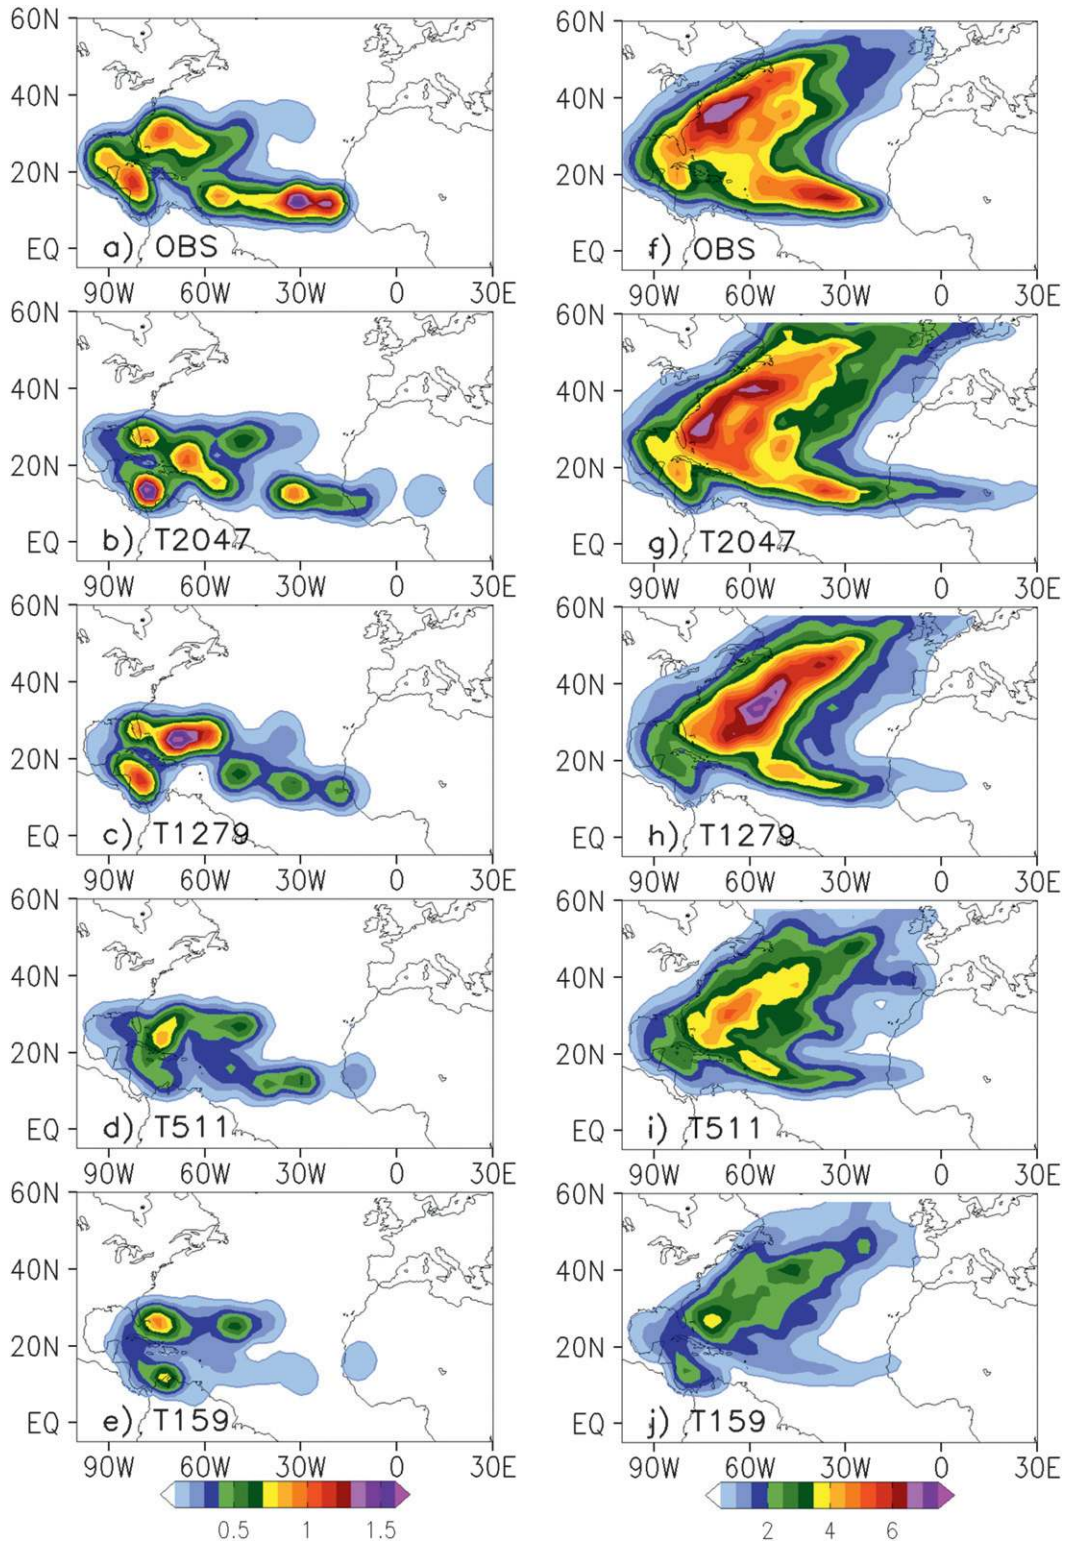 60N
40N
20N
EQ
a) OBS
90W 60W 30W 0 30E
60N
40N
20N
EQ
f) OBS
90W 60W 30W 0 30E
60N
40N
20N
EQ
b) T2047
90W 60W 30W 0 30E
60N
40N
20N
EQ
g) T2047
90W 60W 30W 0 30E
60N
40N
20N
EQ
c) T1279
90W 60W 30W 0 30E
60N
40N
20N
EQ
h) T1279
90W 60W 30W 0 30E
60N
40N
20N
EQ
d) T511
90W 60W 30W 0 30E
60N
40N
20N
EQ
i) T511
90W 60W 30W 0 30E
60N
40N
20N
EQ
e) T159
90W 60W 30W 0 30E
0.5 1 1.5
60N
40N
20N
EQ
j) T159
90W 60W 30W 0 30E
2 4 6